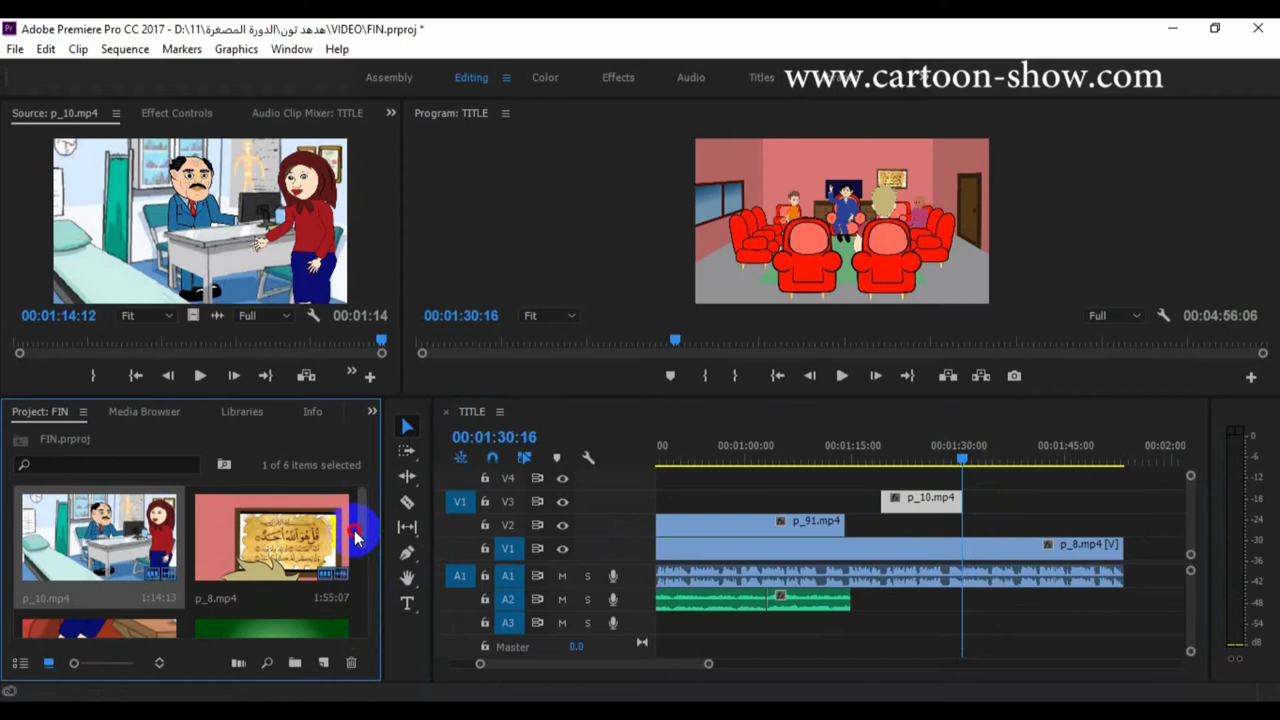 Adobe Premiere Pro CC 2017 - D:\11\الدورة المصغرة\هدهد تون\VIDEO\FIN.prproj *
File Edit Clip Sequence Markers Graphics Window Help
Assembly Editing Color Effects Audio Titles
www.cartoon-show.com
Source: p_10.mp4 Effect Controls Audio Clip Mixer: TITLE
Program: TITLE
00:01:14:12 Fit Full 00:01:14
00:01:30:16 Fit Full 00:04:56:06
Project: FIN Media Browser Libraries Info
FIN.prproj
1 of 6 items selected
p_10.mp4 1:14:13
p_8.mp4 1:55:07
TITLE
00:01:30:16
00 00:01:00:00 00:01:15:00 00:01:30:00 00:01:45:00 00:02:00
V4
V1 V3 p_10.mp4
V2 p_91.mp4
V1 p_8.mp4 [V]
A1 A1 M S
A2 M S
A3 M S
Master 0.0
0
-6
-12
-18
-24
-30
-36
-42
-48
-54
dB